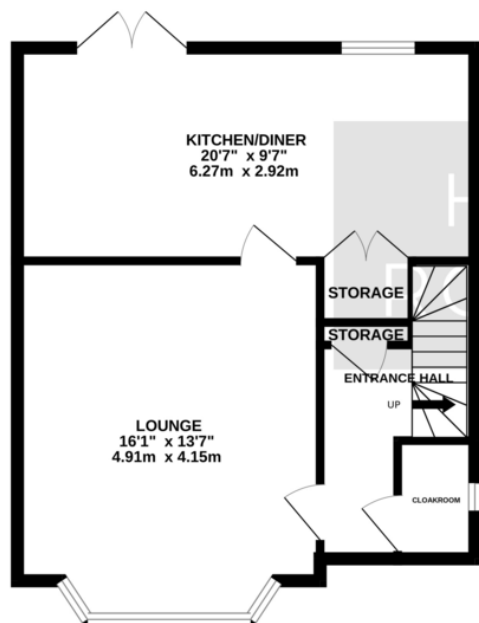 KITCHEN/DINER
20'7" x 9'7"
6.27m x 2.92m
STORAGE
STORAGE
ENTRANCE HALL
UP
LOUNGE
16'1" x 13'7"
4.91m x 4.15m
CLOAKROOM